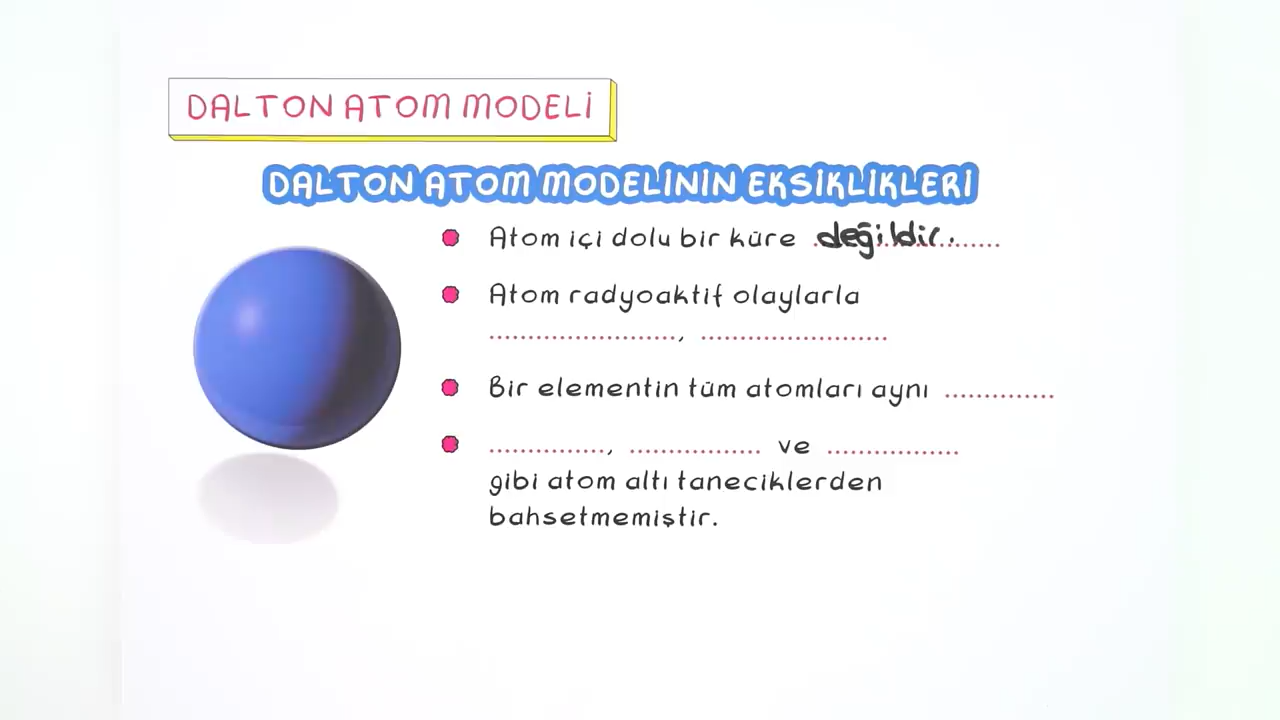 DALTON ATOM MODELİ
DALTON ATOM MODELİNİN EKSİKLİKLERİ
Atom içi dolu bir küre değildir.
Atom radyoaktif olaylarla
...................., ....................
Bir elementin tüm atomları aynı ..............
..............., ................. ve .................
gibi atom altı taneciklerden
bahsetmemiştir.